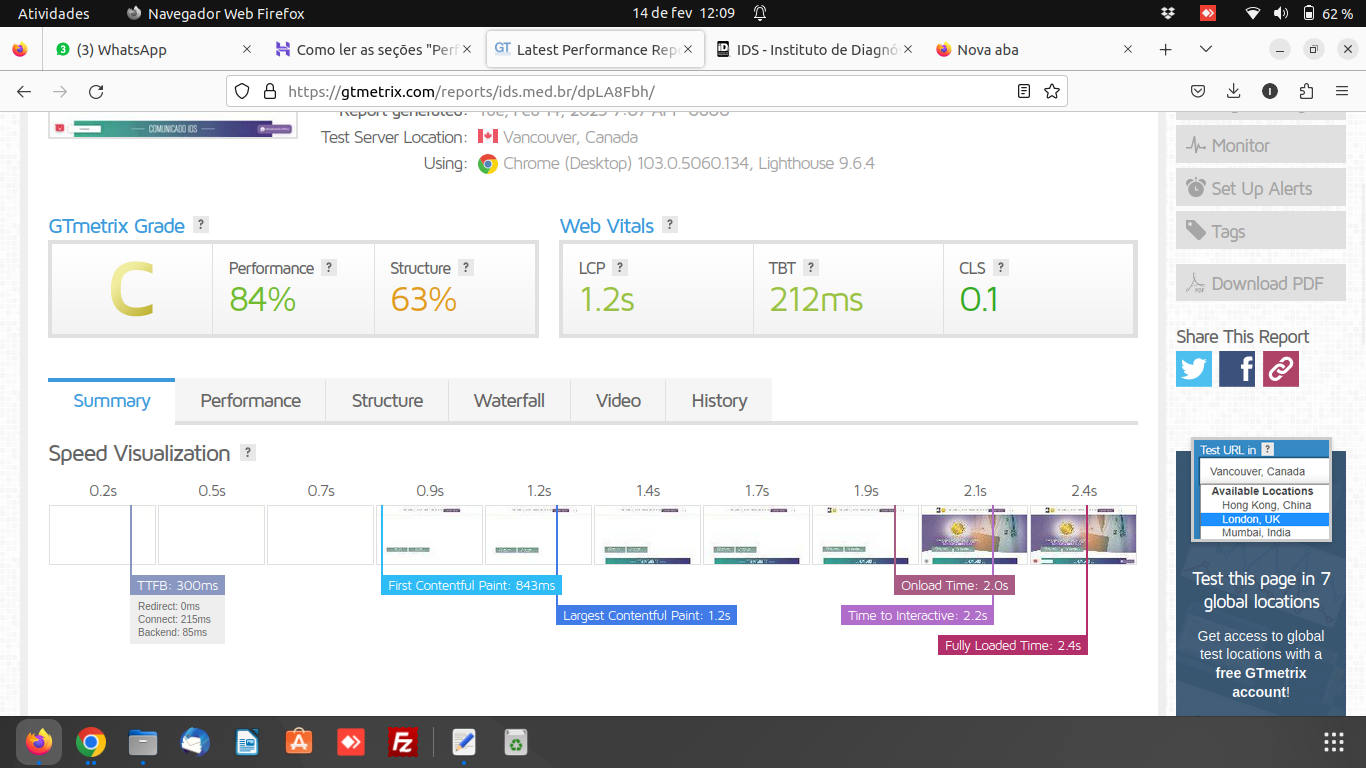 Atividades
Navegador Web Firefox
14 de fev 12:09
62 %
(3) WhatsApp
Como ler as seções "Perf
GT Latest Performance Repo
iD IDS - Instituto de Diagnó
Nova aba
https://gtmetrix.com/reports/ids.med.br/dpLA8Fbh/
COMUNICADO IDS
Report generated:
Test Server Location: Vancouver, Canada
Using: Chrome (Desktop) 103.0.5060.134, Lighthouse 9.6.4
GTmetrix Grade ?
Web Vitals ?
C
Performance ?
84%
Structure ?
63%
LCP ?
1.2s
TBT ?
212ms
CLS ?
0.1
Summary
Performance
Structure
Waterfall
Video
History
Speed Visualization ?
0.2s 0.5s 0.7s 0.9s 1.2s 1.4s 1.7s 1.9s 2.1s 2.4s
TTFB: 300ms
Redirect: 0ms
Connect: 215ms
Backend: 85ms
First Contentful Paint: 843ms
Largest Contentful Paint: 1.2s
Onload Time: 2.0s
Time to Interactive: 2.2s
Fully Loaded Time: 2.4s
Monitor
Set Up Alerts
Tags
Download PDF
Share This Report
Test URL in ?
Vancouver, Canada
Available Locations
Hong Kong, China
London, UK
Mumbai, India
Test this page in 7
global locations
Get access to global
test locations with a
free GTmetrix
account!